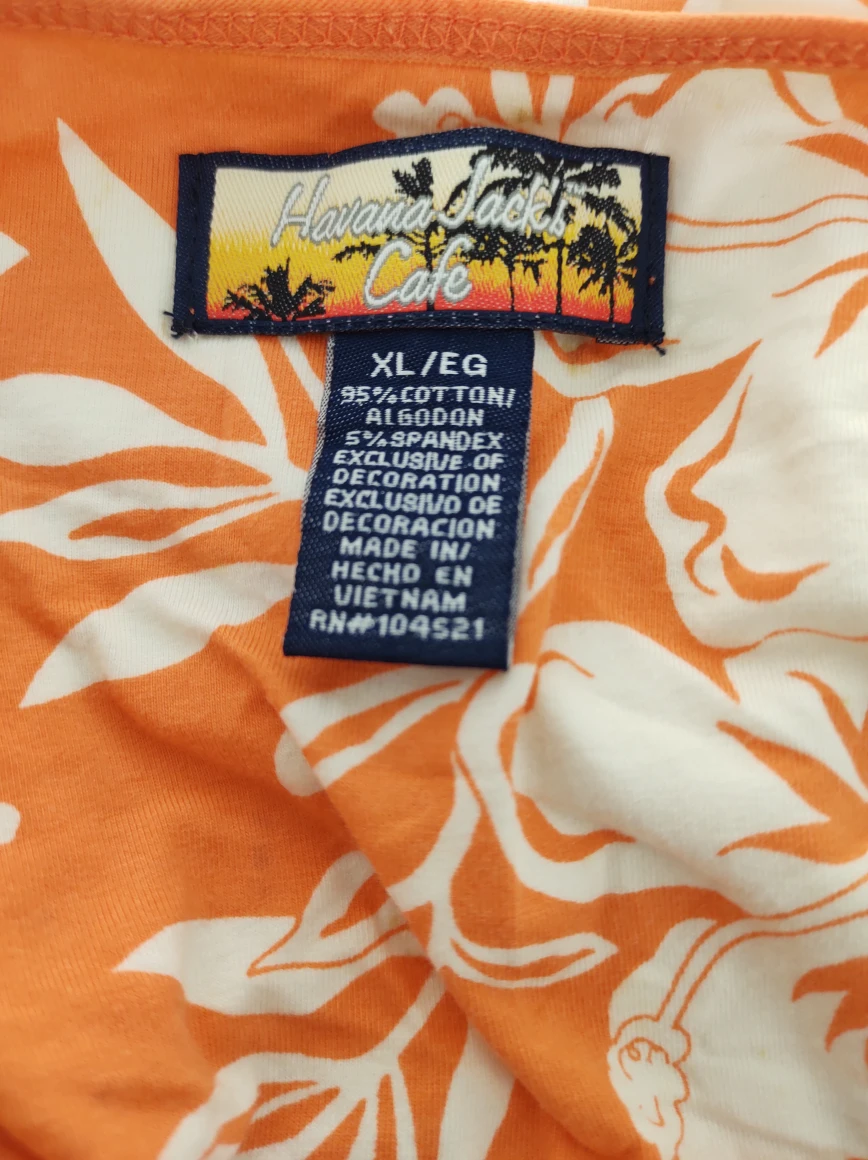 Havana Jack's
Cafe
XL/EG
95%COTTON/
ALGODON
5%SPANDEX
EXCLUSIVE OF
DECORATION
EXCLUSIVO DE
DECORACION
MADE IN/
HECHO EN
VIETNAM
RN#104521